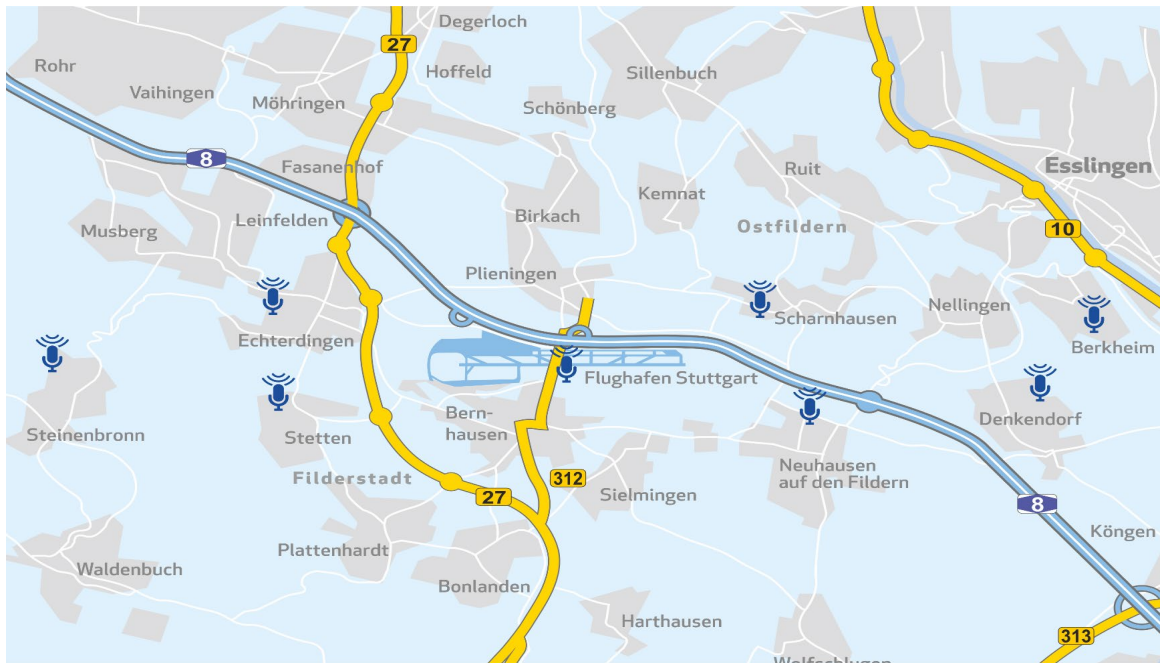 Degerloch
27
Rohr
Hoffeld
Sillenbuch
Vaihingen
Möhringen
Schönberg
8
Fasanenhof
Ruit
Esslingen
Kemnat
Leinfelden
Birkach
Musberg
Ostfildern
10
Plieningen
Nellingen
Scharnhausen
Echterdingen
Berkheim
Flughafen Stuttgart
Bern-
hausen
Denkendorf
Steinenbronn
Stetten
Neuhausen
auf den Fildern
Filderstadt
312
27
Sielmingen
8
Köngen
Plattenhardt
Waldenbuch
Bonlanden
Harthausen
313
Wolfschlugen